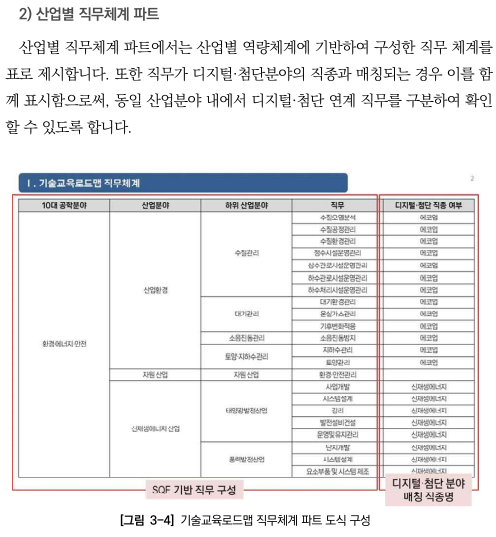 2) 산업별 직무체계 파트
산업별 직무체계 파트에서는 산업별 역량체계에 기반하여 구성한 직무 체계를
표로 제시합니다. 또한 직무가 디지털·첨단분야의 직종과 매칭되는 경우 이를 함
께 표시함으로써, 동일 산업분야 내에서 디지털·첨단 연계 직무를 구분하여 확인
할 수 있도록 합니다.
Ⅰ. 기술교육로드맵 직무체계
2
10대 공학분야 산업분야 하위 산업분야 직무 디지털·첨단 직종 여부
수질오염분석 에코업
수질공정관리 에코업
수질환경관리 에코업
수질관리 정수시설운영관리 에코업
상수관로시설운영관리 에코업
산업환경 하수관로시설운영관리 에코업
하수처리시설운영관리 에코업
대기환경관리 에코업
대기관리 온실가스관리 에코업
기후변화적응 에코업
환경·에너지·안전 소음진동관리 소음진동방지 에코업
토양·지하수관리 지하수관리 에코업
토양관리 에코업
자원 산업 자원 산업 환경·안전관리
사업개발 신재생에너지
시스템설계 신재생에너지
태양광발전산업 감리 신재생에너지
발전설비건설 신재생에너지
신재생에너지 산업 운영및유지관리 신재생에너지
단지개발 신재생에너지
풍력발전산업 시스템설계 신재생에너지
요소부품 및 시스템 제조 신재생에너지
SQF 기반 직무 구성
디지털·첨단 분야
매칭 직종명
[그림 3-4] 기술교육로드맵 직무체계 파트 도식 구성